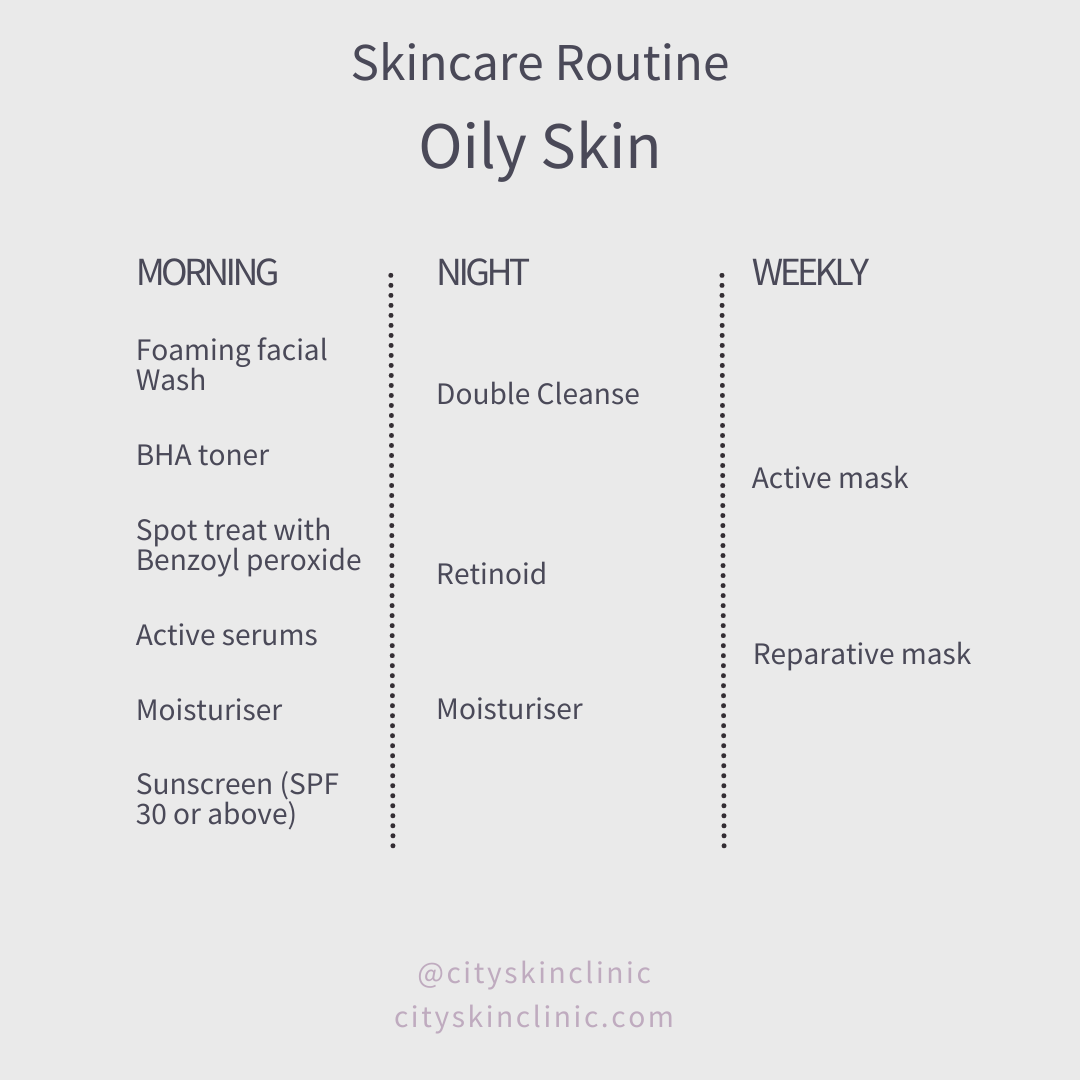 Skincare Routine
Oily Skin
MORNING
Foaming facial
Wash
BHA toner
Spot treat with
Benzoyl peroxide
Active serums
Moisturiser
Sunscreen (SPF
30 or above)
NIGHT
Double Cleanse
Retinoid
Moisturiser
WEEKLY
Active mask
Reparative mask
@cityskinclinic
cityskinclinic.com